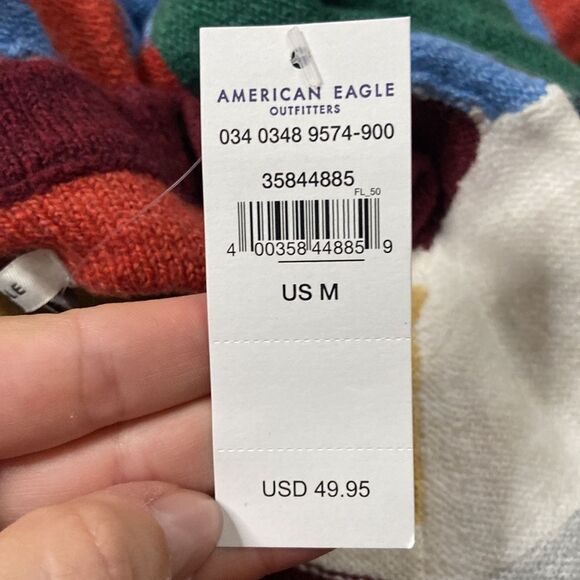 AMERICAN EAGLE
OUTFITTERS
034 0348 9574-900
35844885
FL_50
4 00358 44885 9
US M
USD 49.95